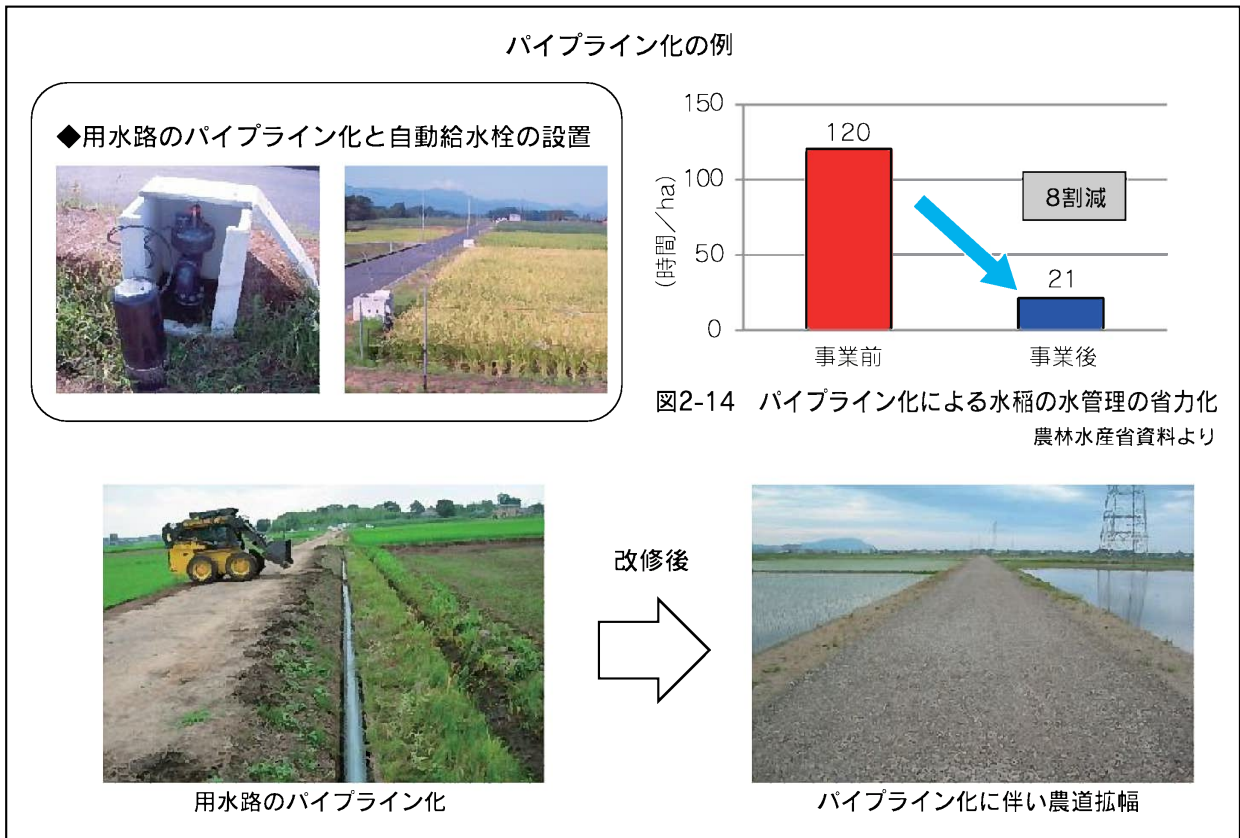 パイプライン化の例
◆用水路のパイプライン化と自動給水栓の設置
150
100
50
0
(時間／ha)
120
8割減
21
事業前
事業後
図2-14　パイプライン化による水稲の水管理の省力化
農林水産省資料より
改修後
用水路のパイプライン化
パイプライン化に伴い農道拡幅